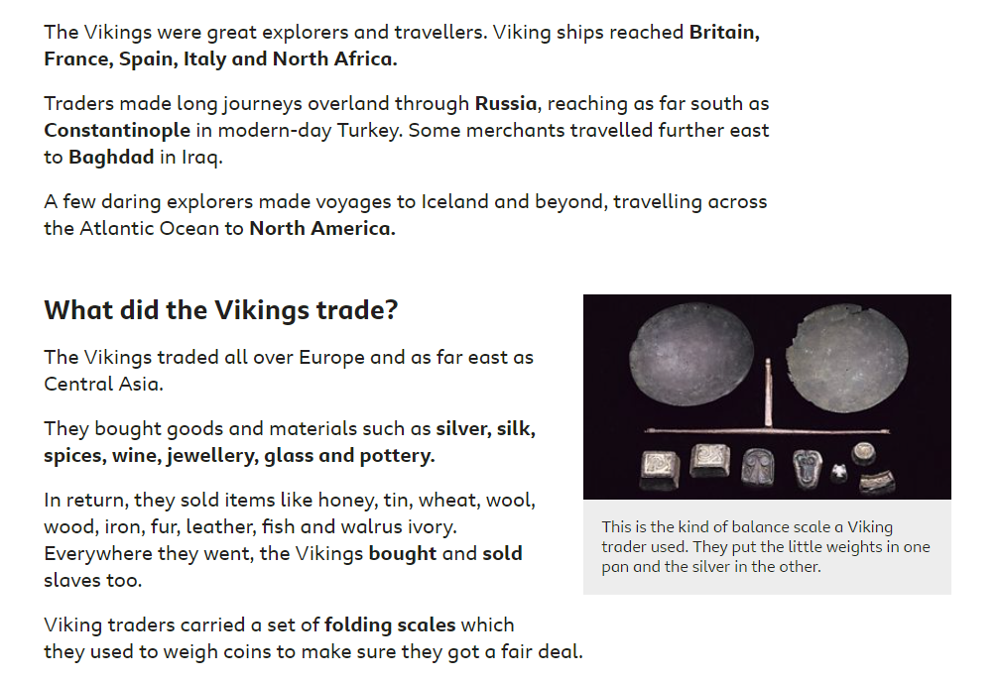 The Vikings were great explorers and travellers. Viking ships reached Britain,
France, Spain, Italy and North Africa.
Traders made long journeys overland through Russia, reaching as far south as
Constantinople in modern-day Turkey. Some merchants travelled further east
to Baghdad in Iraq.
A few daring explorers made voyages to Iceland and beyond, travelling across
the Atlantic Ocean to North America.
What did the Vikings trade?
The Vikings traded all over Europe and as far east as
Central Asia.
They bought goods and materials such as silver, silk,
spices, wine, jewellery, glass and pottery.
In return, they sold items like honey, tin, wheat, wool,
wood, iron, fur, leather, fish and walrus ivory.
Everywhere they went, the Vikings bought and sold
slaves too.
Viking traders carried a set of folding scales which
they used to weigh coins to make sure they got a fair deal.
This is the kind of balance scale a Viking
trader used. They put the little weights in one
pan and the silver in the other.